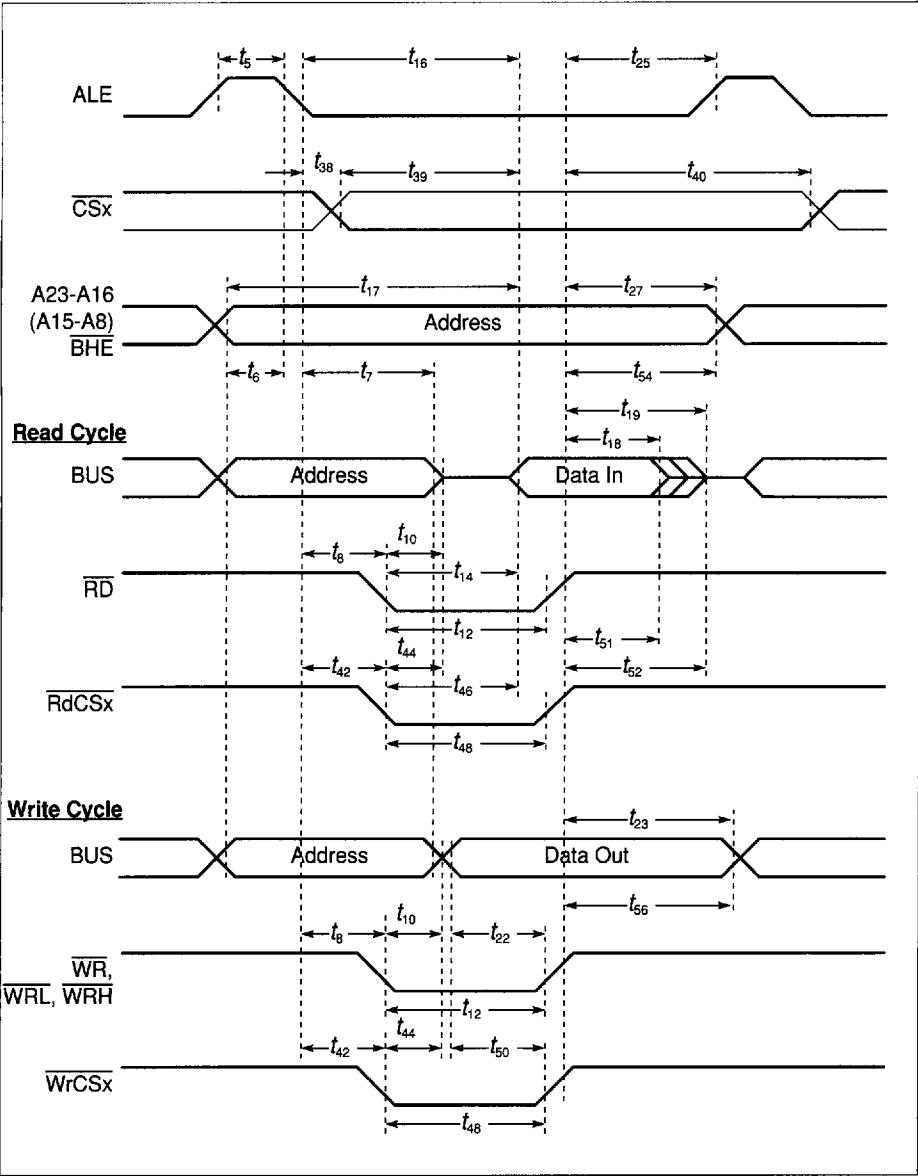 t5 t16 t25
ALE
t38 t39 t40
CSx
t17 t27
A23-A16
(A15-A8)
BHE
Address
t6 t7 t54
t19
Read Cycle
t18
BUS
Address
Data In
t10
t8 t14
RD
t12 t51
t44
t42 t46 t52
RdCSx
t48
Write Cycle
t23
BUS
Address
Data Out
t56
t10
t8 t22
WR,
WRL, WRH
t12
t44
t42 t50
WrCSx
t48